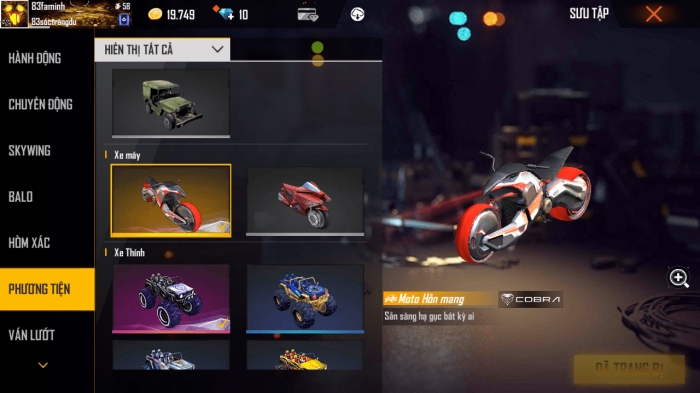 83faminh
58
83sóctrangdu
19.749
10
SƯU TẬP
HÀNH ĐỘNG
CHUYỂN ĐỘNG
SKYWING
BALO
HÒM XÁC
PHƯƠNG TIỆN
VÁN LƯỚT
HIỂN THỊ TẤT CẢ
Xe máy
Xe Thính
Moto Hổn mang
COBRA
Sẵn sàng hạ gục bất kỳ ai
ĐÃ TRANG BỊ